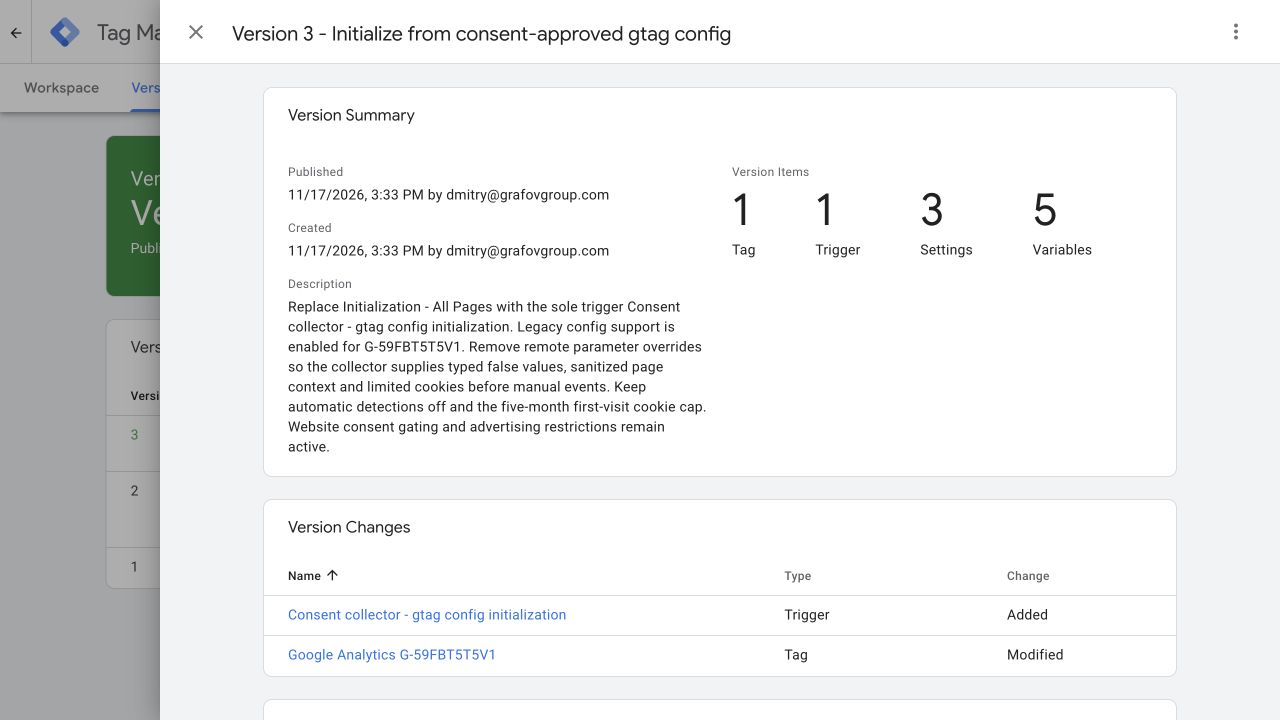 Tag Ma
Version 3 - Initialize from consent-approved gtag config
Workspace
Vers
Ver
Ve
Publi
Vers
Versi
3
2
1
Version Summary
Published
11/17/2026, 3:33 PM by dmitry@grafovgroup.com
Created
11/17/2026, 3:33 PM by dmitry@grafovgroup.com
Description
Replace Initialization - All Pages with the sole trigger Consent
collector - gtag config initialization. Legacy config support is
enabled for G-59FBT5T5V1. Remove remote parameter overrides
so the collector supplies typed false values, sanitized page
context and limited cookies before manual events. Keep
automatic detections off and the five-month first-visit cookie cap.
Website consent gating and advertising restrictions remain
active.
Version Items
1 1 3 5
Tag Trigger Settings Variables
Version Changes
Name Type Change
Consent collector - gtag config initialization Trigger Added
Google Analytics G-59FBT5T5V1 Tag Modified